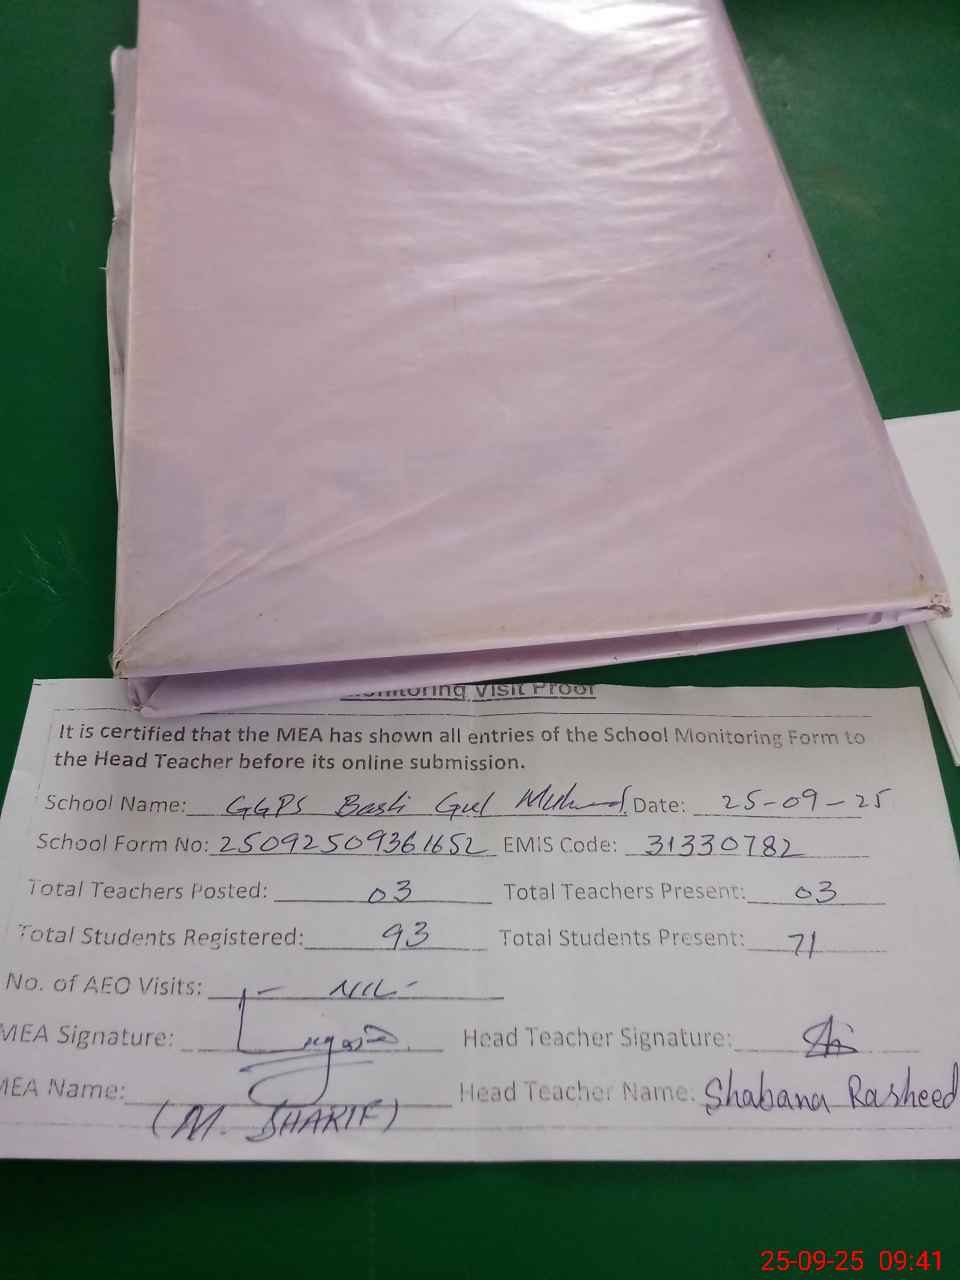 Monitoring Visit Proof
It is certified that the MEA has shown all entries of the School Monitoring Form to
the Head Teacher before its online submission.
School Name: GGPS Basti Gul Date: 25-09-25
School Form No: 25092509361652 EMIS Code: 31330782
Total Teachers Posted: 03 Total Teachers Present: 03
Total Students Registered: 93 Total Students Present: 71
No. of AEO Visits: - NIL -
MEA Signature: Head Teacher Signature:
MEA Name: Head Teacher Name: Shabana Rasheed
(M. SHARIF)
25-09-25 09:41